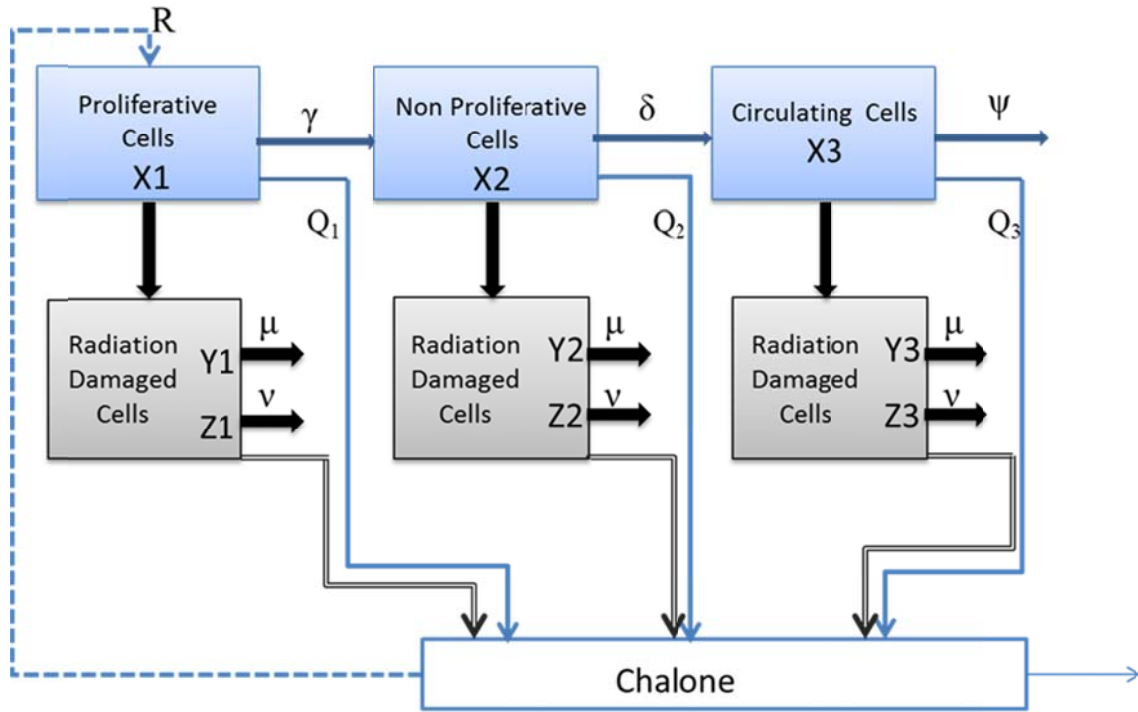 R
Proliferative
Cells
X1
γ
Non Proliferative
Cells
X2
δ
Circulating Cells
X3
ψ
Q₁
Q₂
Q₃
Radiation
Damaged
Cells
Y1
Z1
μ
ν
Radiation
Damaged
Cells
Y2
Z2
μ
ν
Radiation
Damaged
Cells
Y3
Z3
μ
ν
Chalone